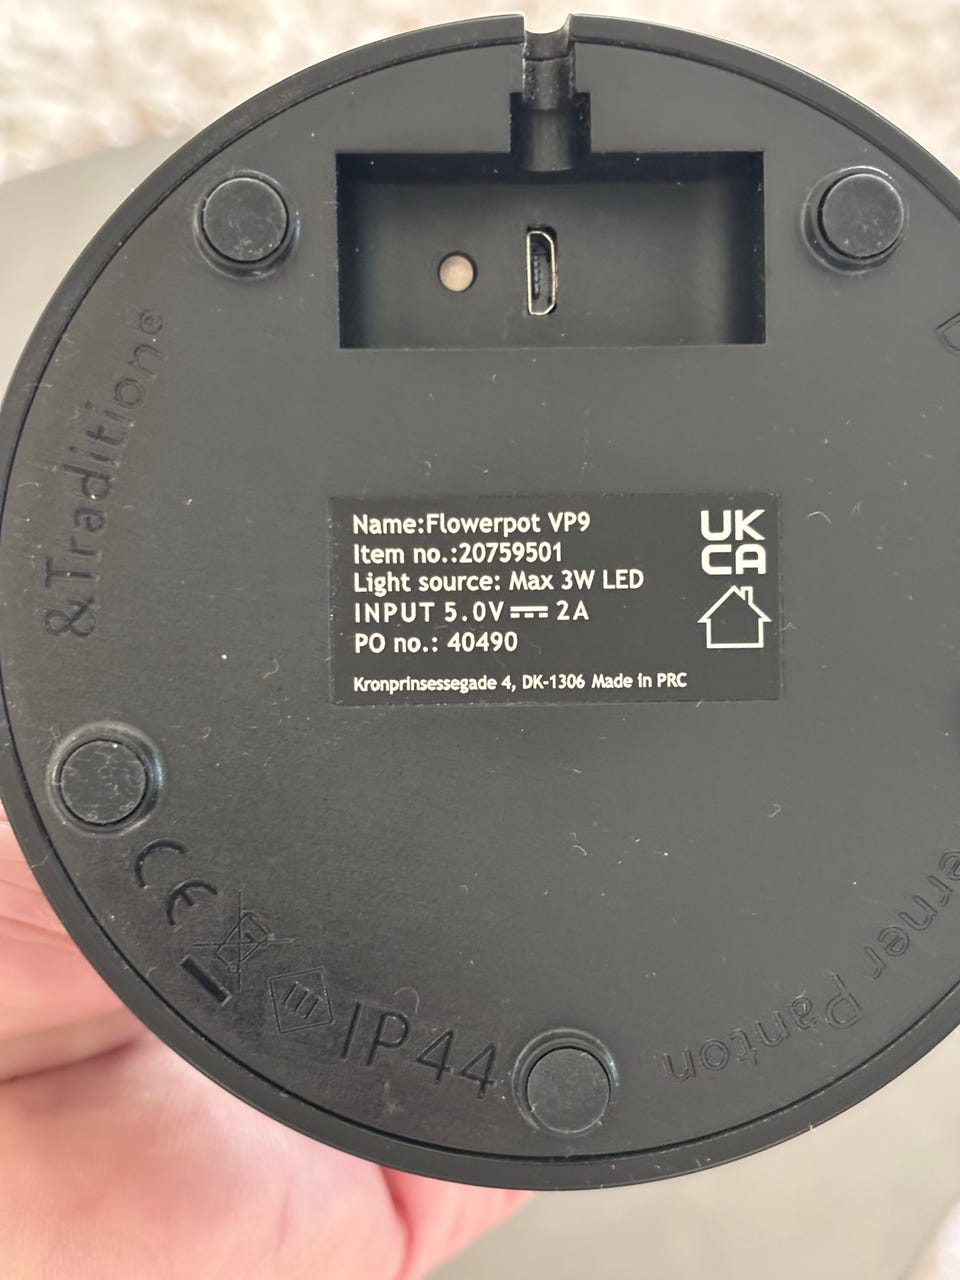 Name:Flowerpot VP9
Item no.:20759501
Light source: Max 3W LED
INPUT 5.0V⎓2A
PO no.: 40490
Kronprinsessegade 4, DK-1306 Made in PRC
UK
CA
&Tradition
CE
IP44
Panton